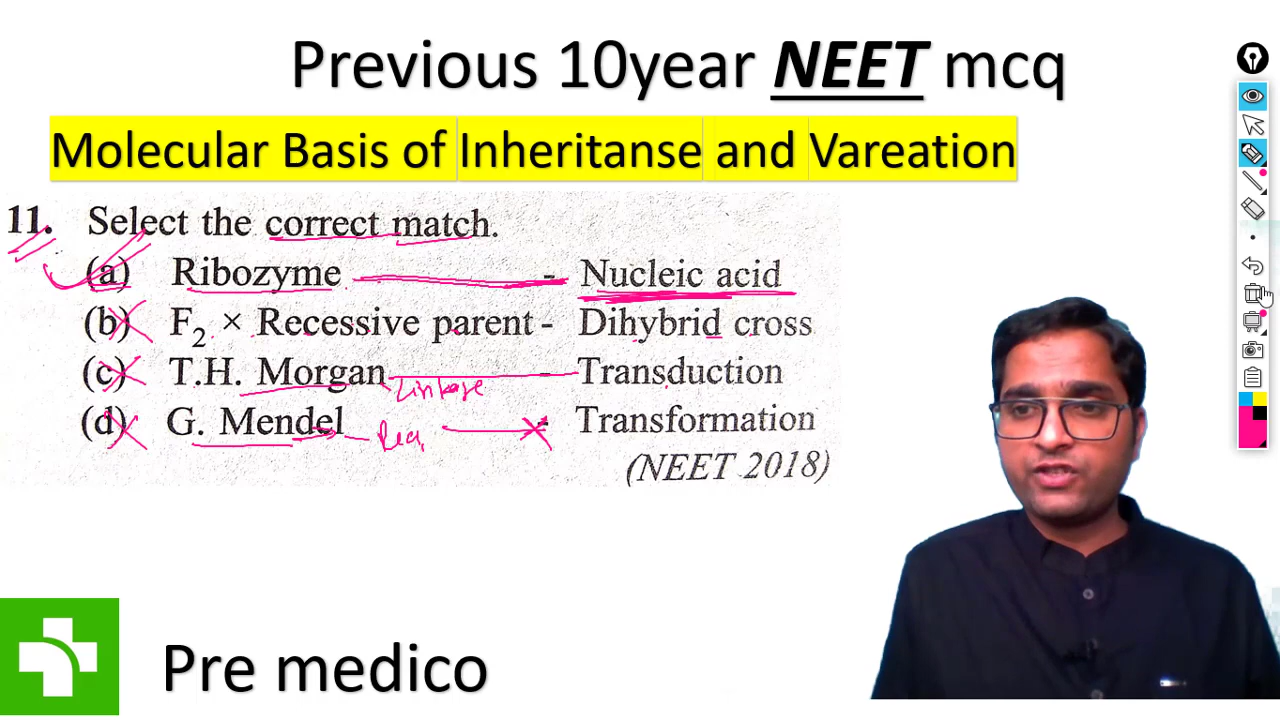 Previous 10year NEET mcq
Molecular Basis of Inheritanse and Vareation
11. Select the correct match.
(a) Ribozyme - Nucleic acid
(b) F2 × Recessive parent - Dihybrid cross
(c) T.H. Morgan - Transduction
Linkage
(d) G. Mendel - Transformation
(NEET 2018)
Pre medico